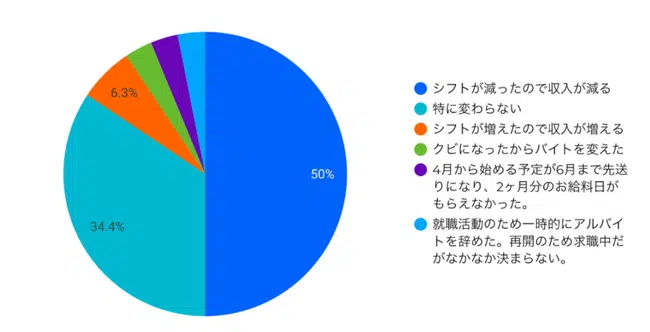 シフトが減ったので収入が減る
特に変わらない
シフトが増えたので収入が増える
クビになったからバイトを変えた
4月から始める予定が6月まで先送
りになり、2ヶ月分のお給料日が
もらえなかった。
就職活動のため一時的にアルバイ
トを辞めた。再開のため求職中だ
がなかなか決まらない。
6.3%
50%
34.4%